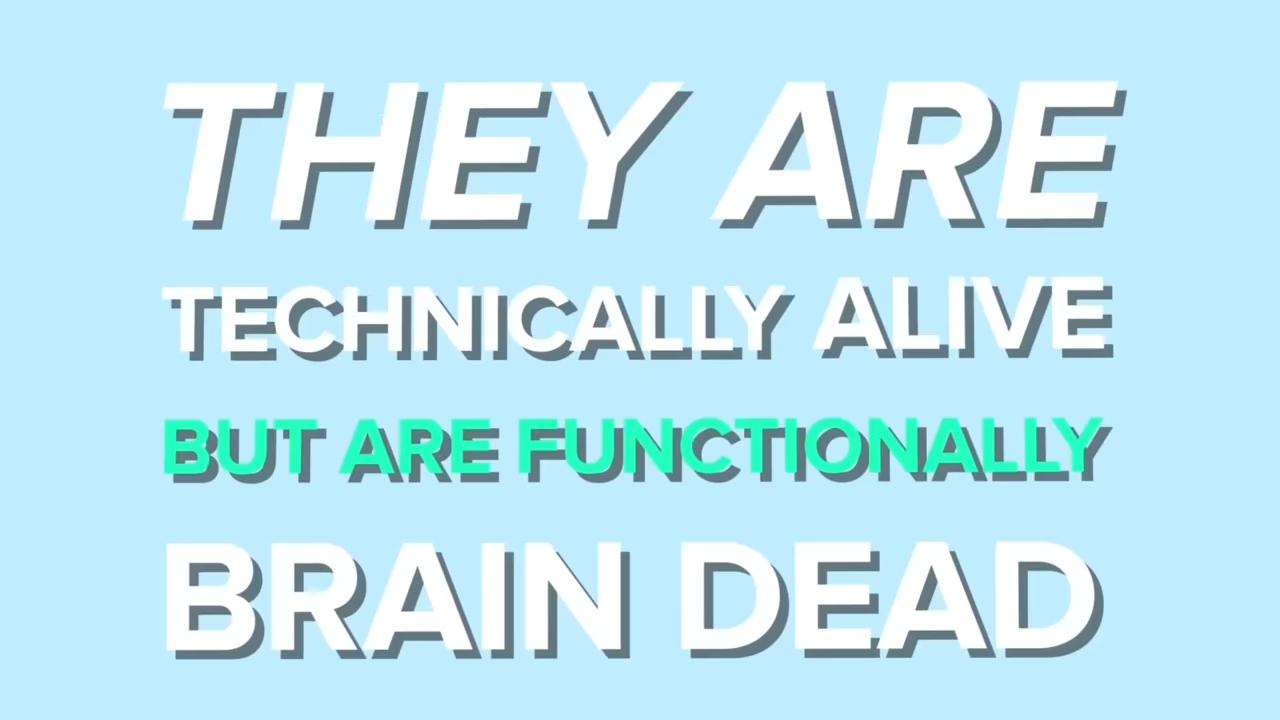 THEY ARE
TECHNICALLY ALIVE
BUT ARE FUNCTIONALLY
BRAIN DEAD